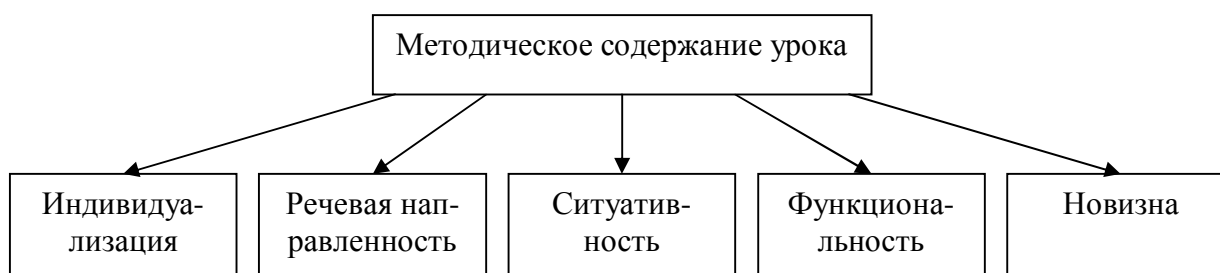 Методическое содержание урока
Индивидуа-
лизация
Речевая нап-
равленность
Ситуатив-
ность
Функциона-
льность
Новизна